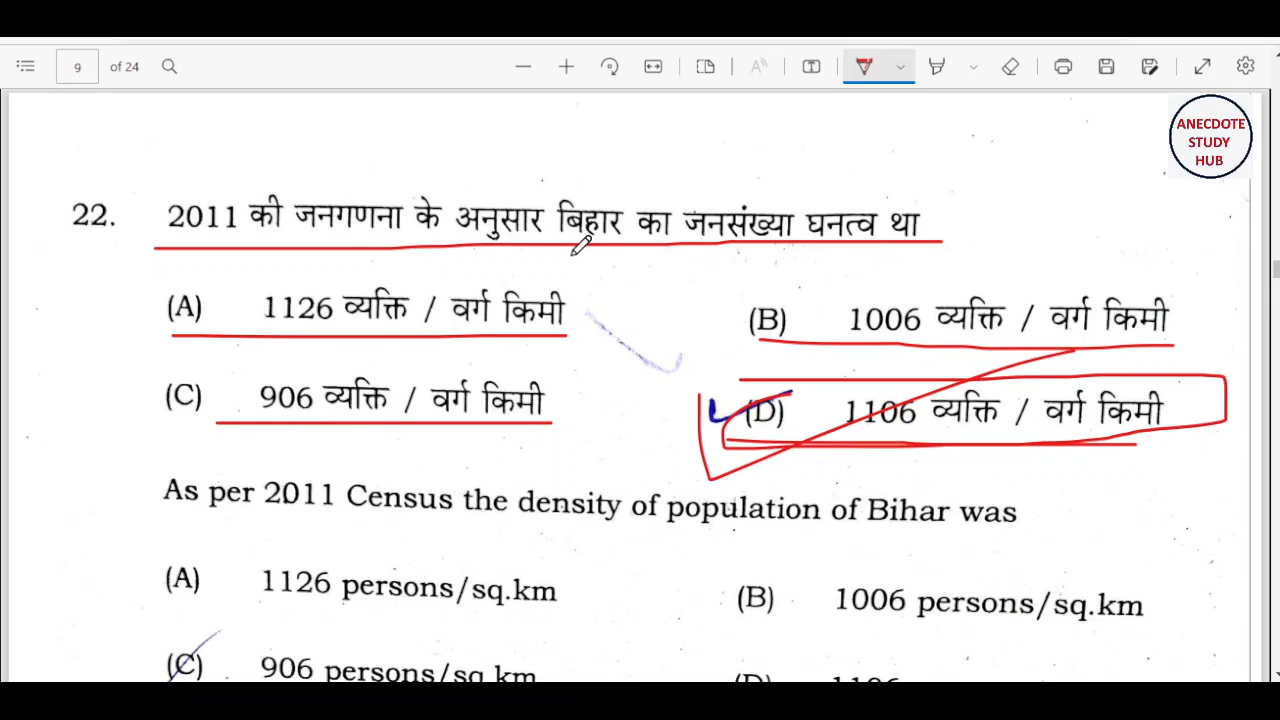 9 of 24
ANECDOTE
STUDY
HUB
22. 2011 की जनगणना के अनुसार बिहार का जनसंख्या घनत्व था
(A) 1126 व्यक्ति / वर्ग किमी (B) 1006 व्यक्ति / वर्ग किमी
(C) 906 व्यक्ति / वर्ग किमी (D) 1106 व्यक्ति / वर्ग किमी
As per 2011 Census the density of population of Bihar was
(A) 1126 persons/sq.km (B) 1006 persons/sq.km
(C) 906 persons/sq.km